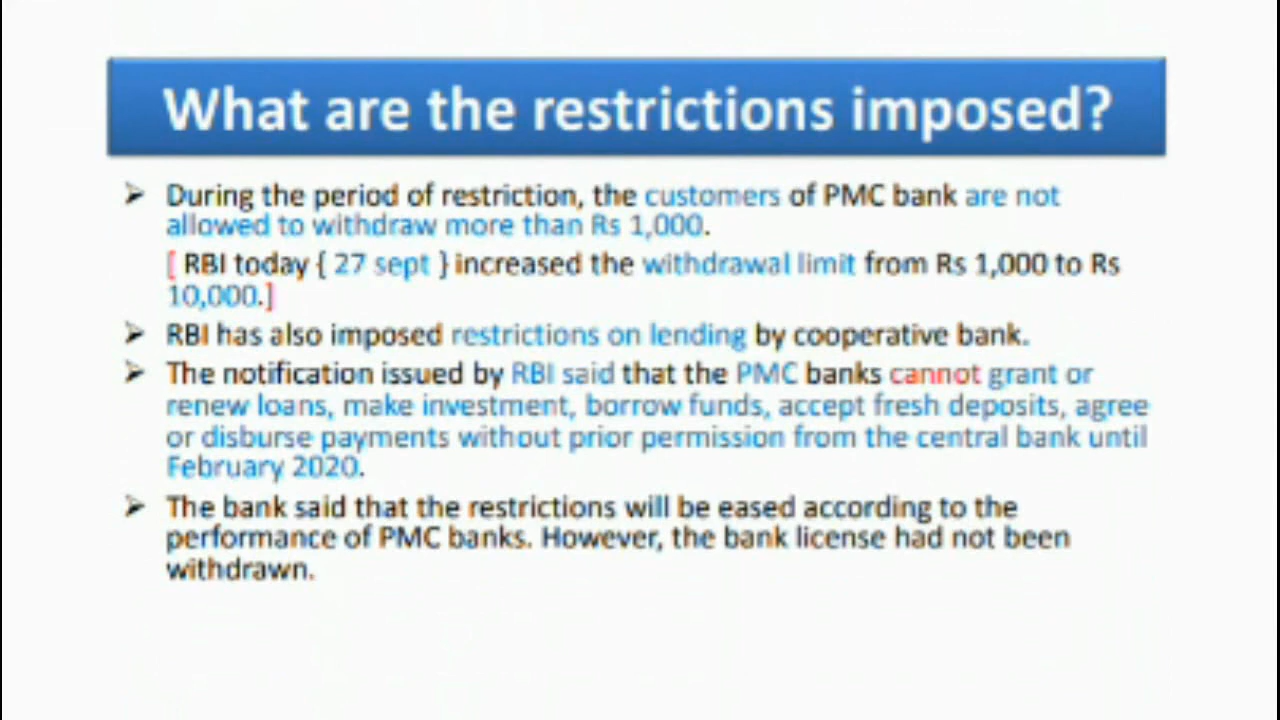 What are the restrictions imposed?
➢ During the period of restriction, the customers of PMC bank are not
allowed to withdraw more than Rs 1,000.
[ RBI today { 27 sept } increased the withdrawal limit from Rs 1,000 to Rs
10,000.]
➢ RBI has also imposed restrictions on lending by cooperative bank.
➢ The notification issued by RBI said that the PMC banks cannot grant or
renew loans, make investment, borrow funds, accept fresh deposits, agree
or disburse payments without prior permission from the central bank until
February 2020.
➢ The bank said that the restrictions will be eased according to the
performance of PMC banks. However, the bank license had not been
withdrawn.